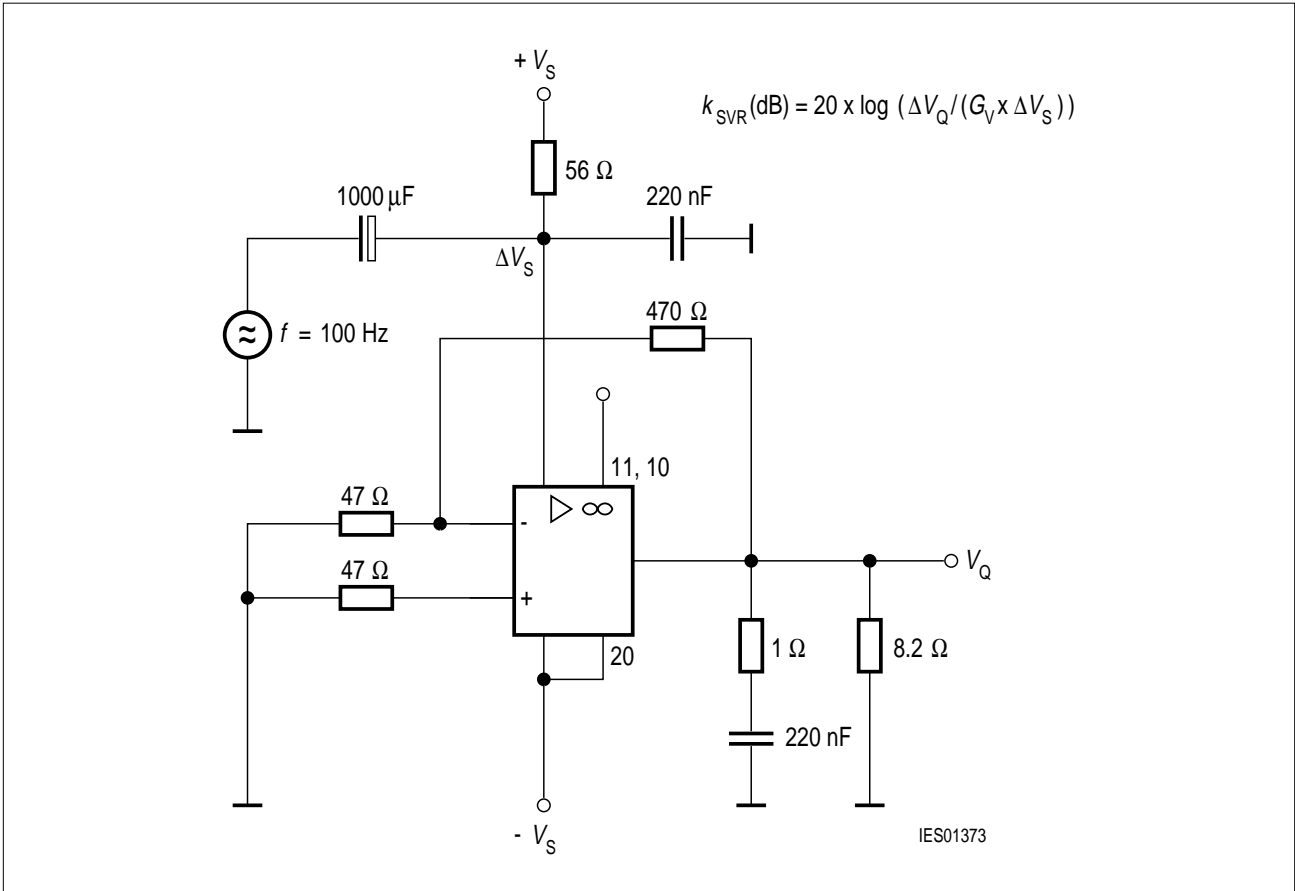 + V_S
k_SVR (dB) = 20 x log (ΔV_Q/(G_V x ΔV_S))
56 Ω
1000 μF
220 nF
ΔV_S
470 Ω
f = 100 Hz
11, 10
47 Ω
∞
-
47 Ω
V_Q
+
20
1 Ω
8.2 Ω
220 nF
- V_S
IES01373